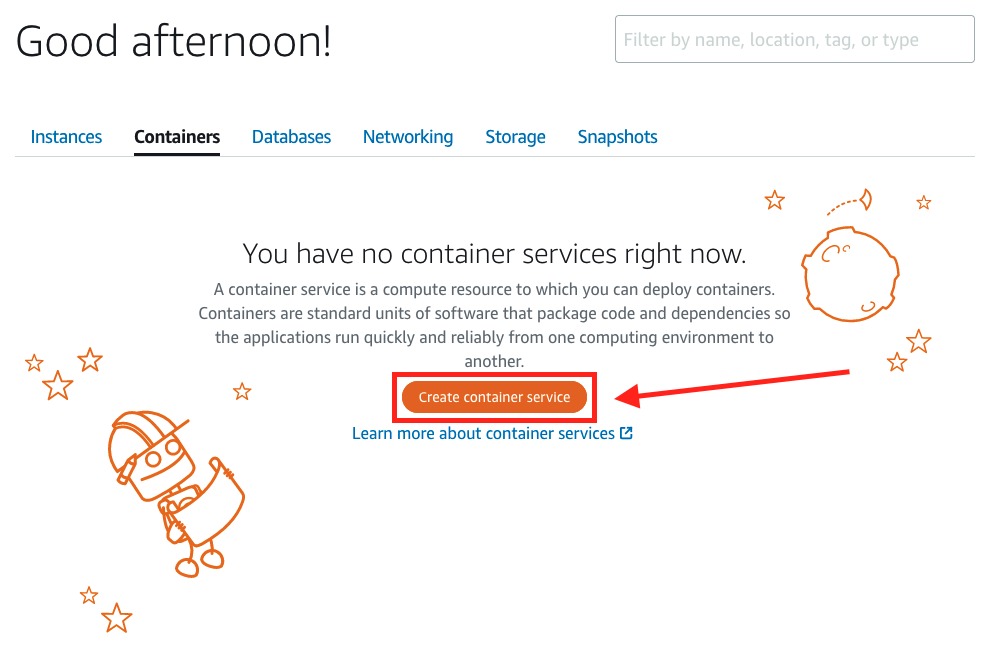 Good afternoon!
Filter by name, location, tag, or type
Instances
Containers
Databases
Networking
Storage
Snapshots
You have no container services right now.
A container service is a compute resource to which you can deploy containers.
Containers are standard units of software that package code and dependencies so
the applications run quickly and reliably from one computing environment to
another.
Create container service
Learn more about container services